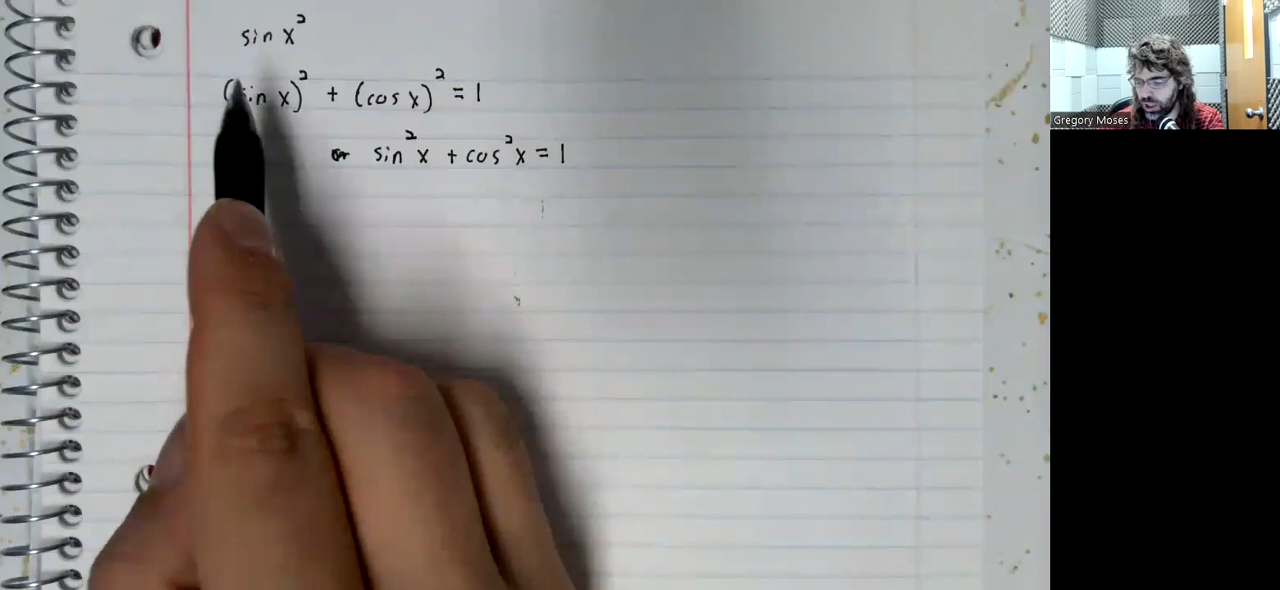 sin x²
(sin x)² + (cos x)² = 1
or sin²x + cos²x = 1
Gregory Moses